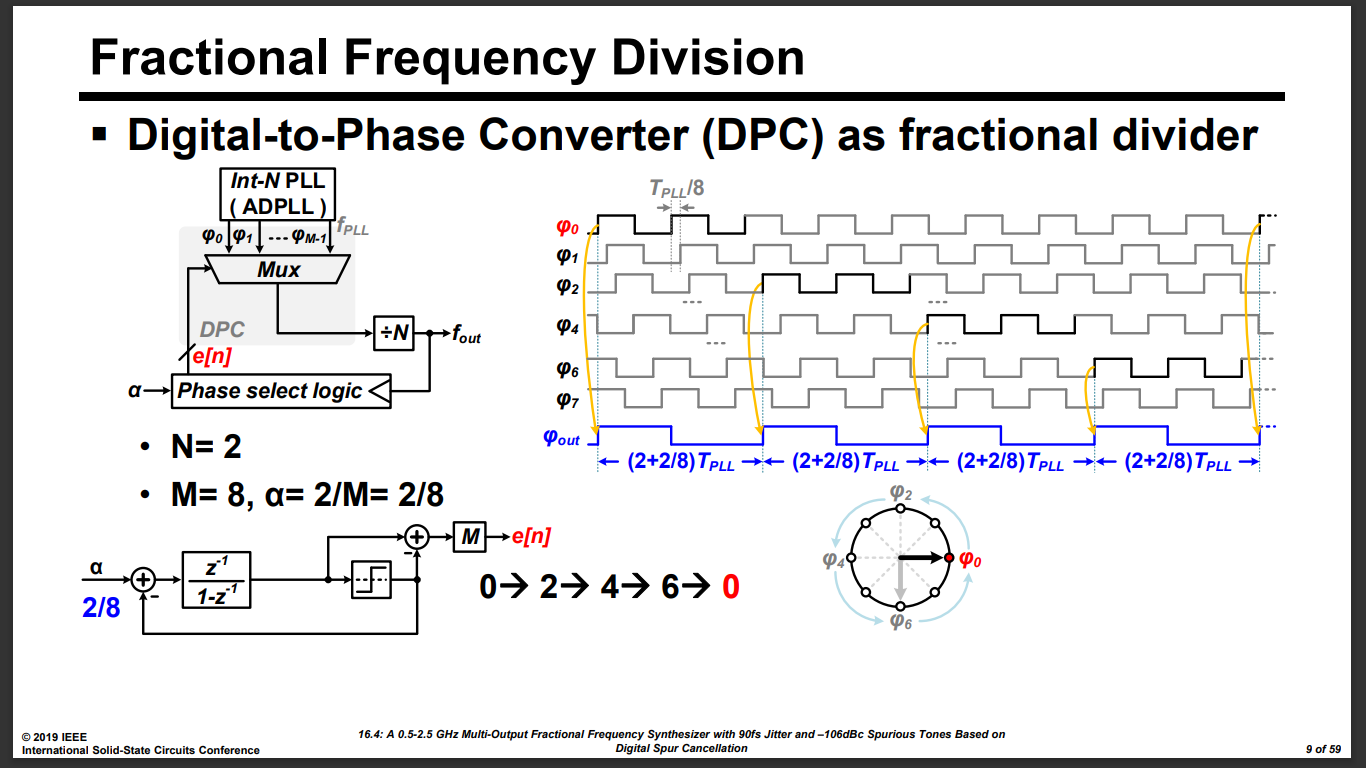 Fractional Frequency Division
▪ Digital-to-Phase Converter (DPC) as fractional divider
Int-N PLL
( ADPLL )
fPLL
φ0 φ1 ---- φM-1
Mux
DPC
÷N
fout
e[n]
α
Phase select logic
• N= 2
• M= 8, α= 2/M= 2/8
TPLL/8
φ0
φ1
φ2
φ4
φ6
φ7
φout
(2+2/8)TPLL (2+2/8)TPLL (2+2/8)TPLL (2+2/8)TPLL
α
2/8
+
-
z-1
1-z-1
+
-
M
e[n]
0→ 2→ 4→ 6→ 0
φ2
φ4
φ0
φ6
© 2019 IEEE
International Solid-State Circuits Conference
16.4: A 0.5-2.5 GHz Multi-Output Fractional Frequency Synthesizer with 90fs Jitter and –106dBc Spurious Tones Based on
Digital Spur Cancellation
9 of 59